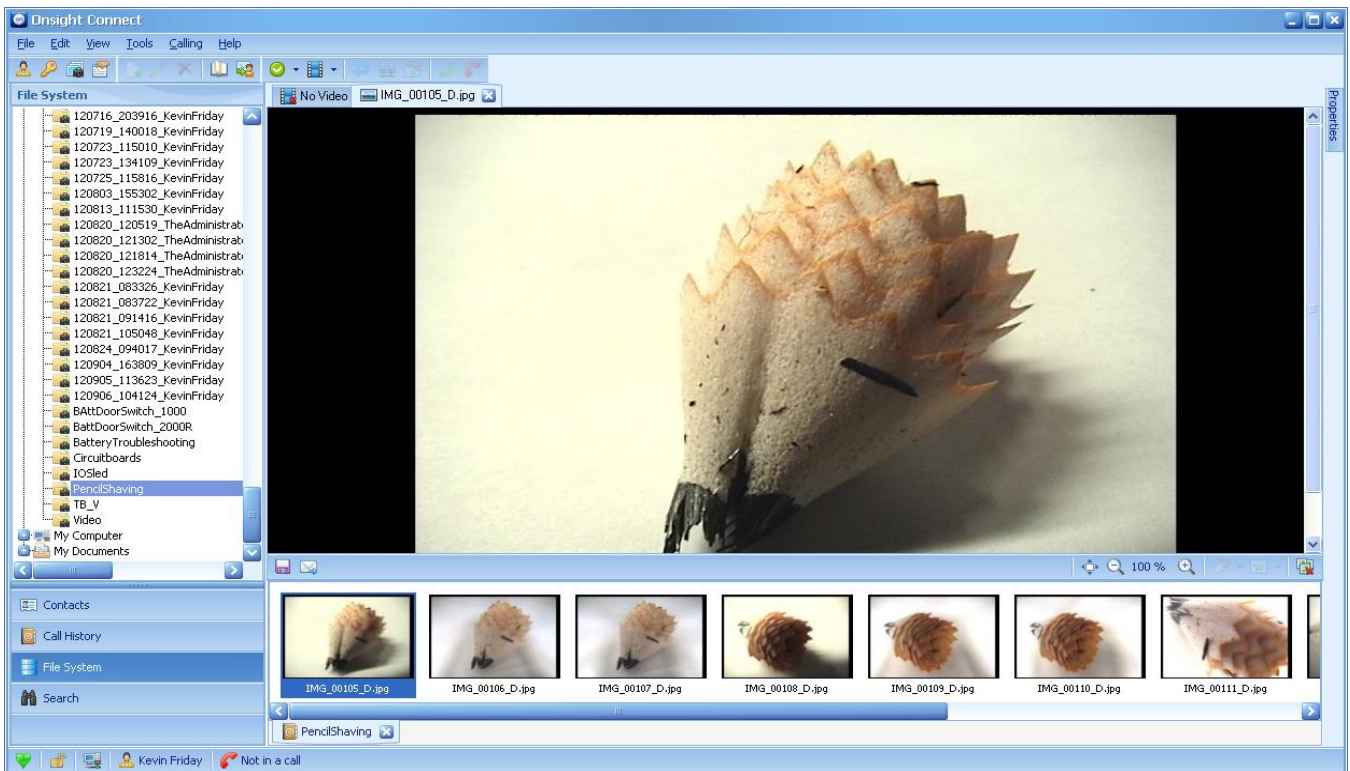 Onsight Connect
File Edit View Tools Calling Help
File System
120716_203916_KevinFriday
120719_140018_KevinFriday
120723_115010_KevinFriday
120723_134109_KevinFriday
120725_115816_KevinFriday
120803_155302_KevinFriday
120813_111530_KevinFriday
120820_120519_TheAdministrat
120820_121302_TheAdministrat
120820_121814_TheAdministrat
120820_123224_TheAdministrat
120821_083326_KevinFriday
120821_083722_KevinFriday
120821_091416_KevinFriday
120821_105048_KevinFriday
120824_094017_KevinFriday
120904_163809_KevinFriday
120905_113623_KevinFriday
120906_104124_KevinFriday
BAttDoorSwitch_1000
BattDoorSwitch_2000R
BatteryTroubleshooting
Circuitboards
IOSled
PencilShaving
TB_V
Video
My Computer
My Documents
Contacts
Call History
File System
Search
No Video IMG_00105_D.jpg
Properties
100 %
IMG_00105_D.jpg IMG_00106_D.jpg IMG_00107_D.jpg IMG_00108_D.jpg IMG_00109_D.jpg IMG_00110_D.jpg IMG_00111_D.jpg
PencilShaving
Kevin Friday Not in a call